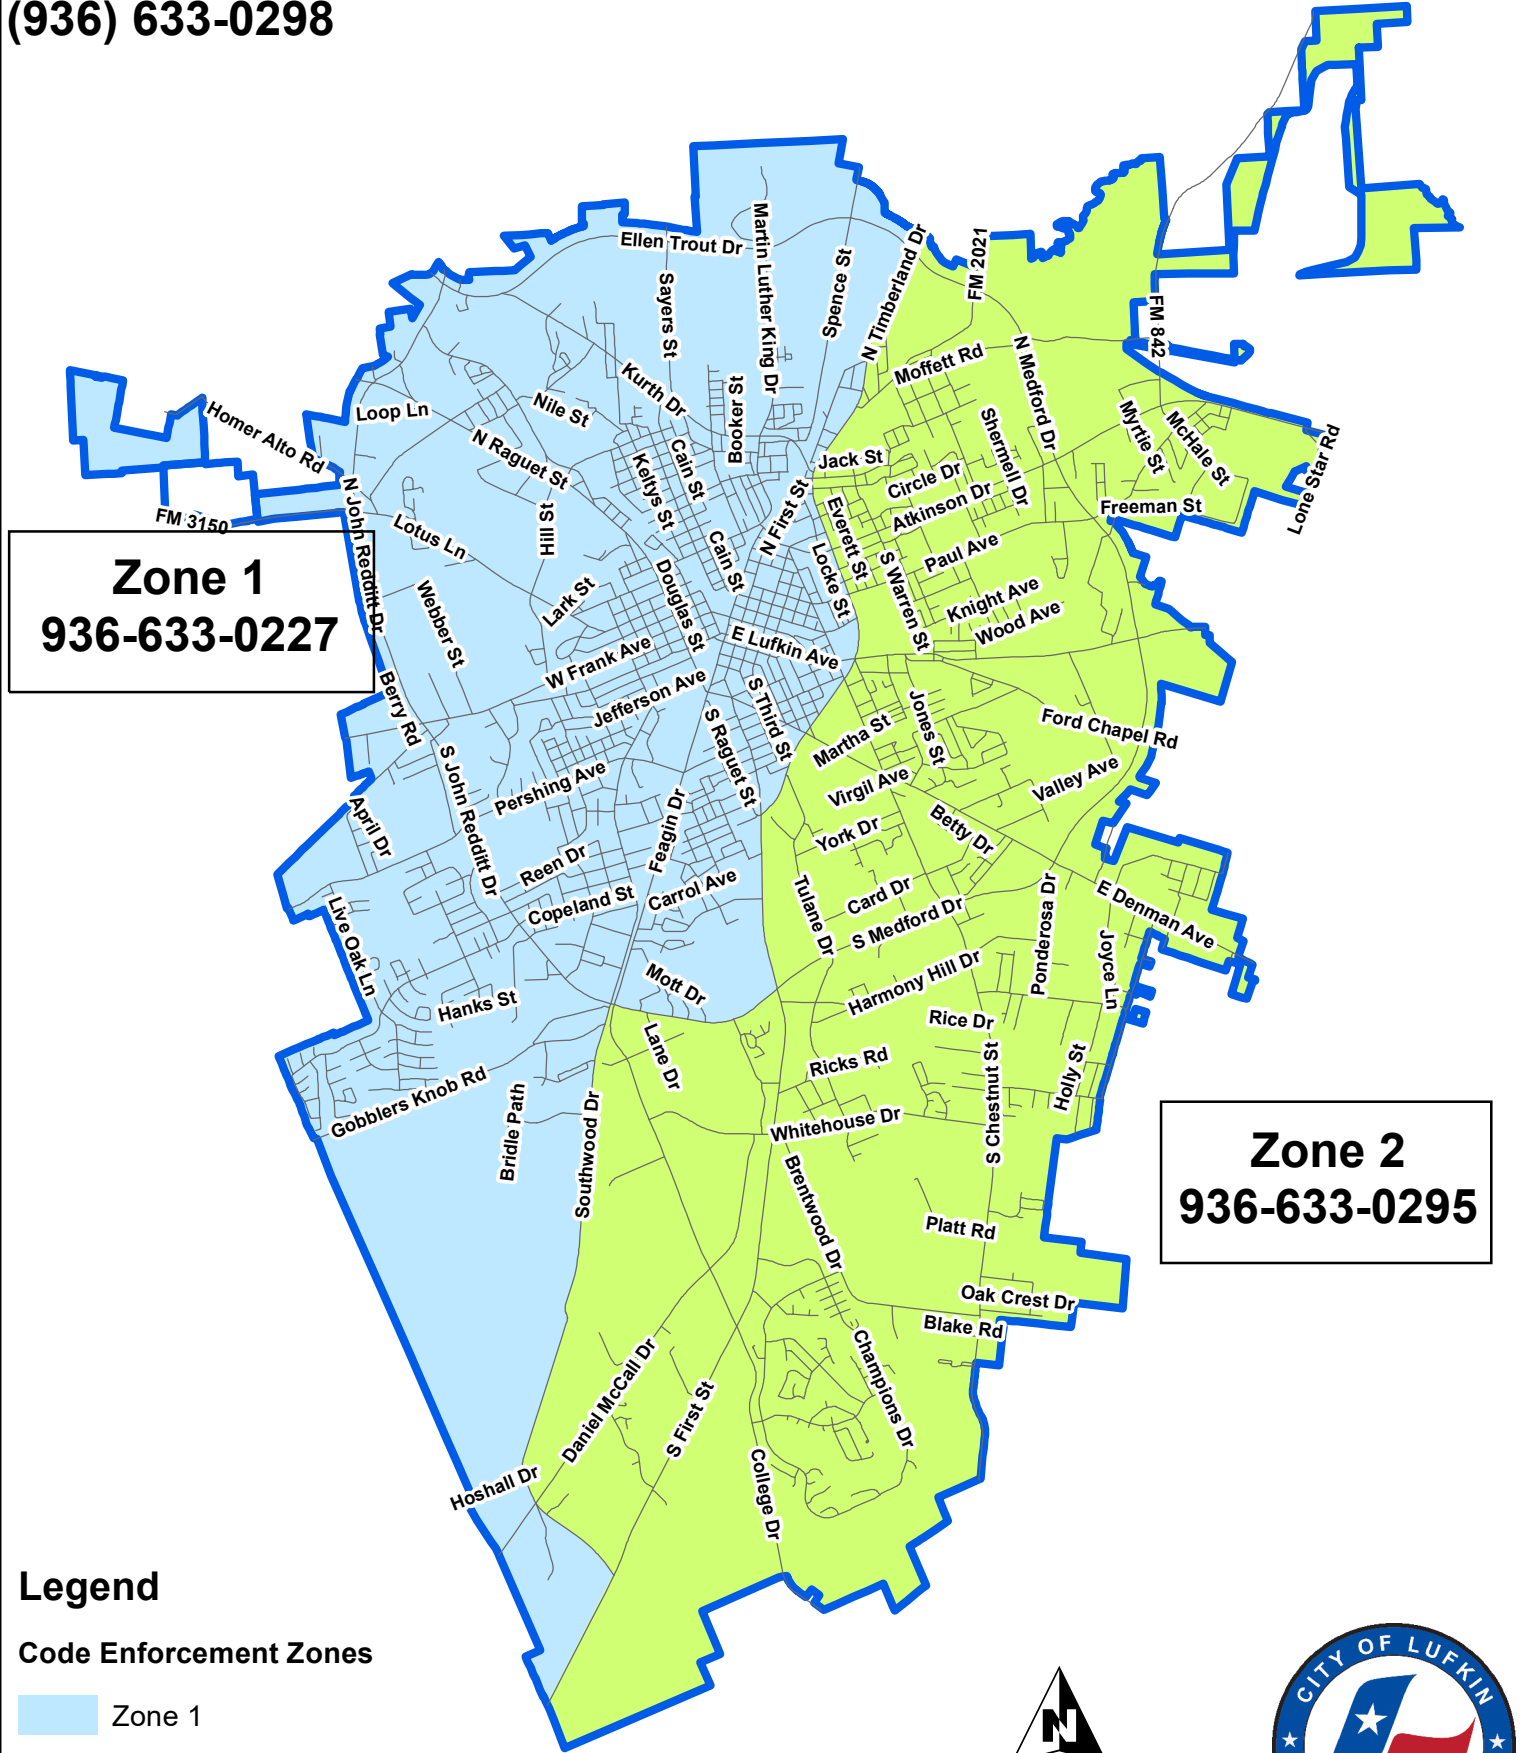 (936) 633-0298
Ellen Trout Dr
Martin Luther King Dr
Sayers St
Spence St
N Timberland Dr
FM 2021
FM 842
Moffett Rd
N Medford Dr
Kurth Dr
Booker St
Nile St
Loop Ln
Homer Alto Rd
N Raguet St
Cain St
Keltys St
Jack St
Circle Dr
Shermell Dr
Atkinson Dr
Myrtie St
McHale St
Lone Star Rd
Freeman St
N John Redditt Dr
FM 3150
Lotus Ln
Hill St
N First St
Everett St
Locke St
Cain St
Paul Ave
S Warren St
Knight Ave
Wood Ave
Zone 1
936-633-0227
Webber St
Lark St
Douglas St
E Lufkin Ave
W Frank Ave
Jefferson Ave
Berry Rd
S Third St
S Raguet St
Martha St
Jones St
Ford Chapel Rd
S John Redditt Dr
Pershing Ave
Virgil Ave
Valley Ave
April Dr
Feagin Dr
York Dr
Betty Dr
Reen Dr
Copeland St
Carrol Ave
Tulane Dr
Card Dr
S Medford Dr
Ponderosa Dr
E Denman Ave
Live Oak Ln
Joyce Ln
Mott Dr
Harmony Hill Dr
Hanks St
Rice Dr
Lane Dr
Ricks Rd
S Chestnut St
Holly St
Gobblers Knob Rd
Bridle Path
Southwood Dr
Whitehouse Dr
Zone 2
936-633-0295
Brentwood Dr
Platt Rd
Oak Crest Dr
Blake Rd
Daniel McCall Dr
S First St
Champions Dr
College Dr
Hoshall Dr
Legend
Code Enforcement Zones
Zone 1
N
CITY OF LUFKIN